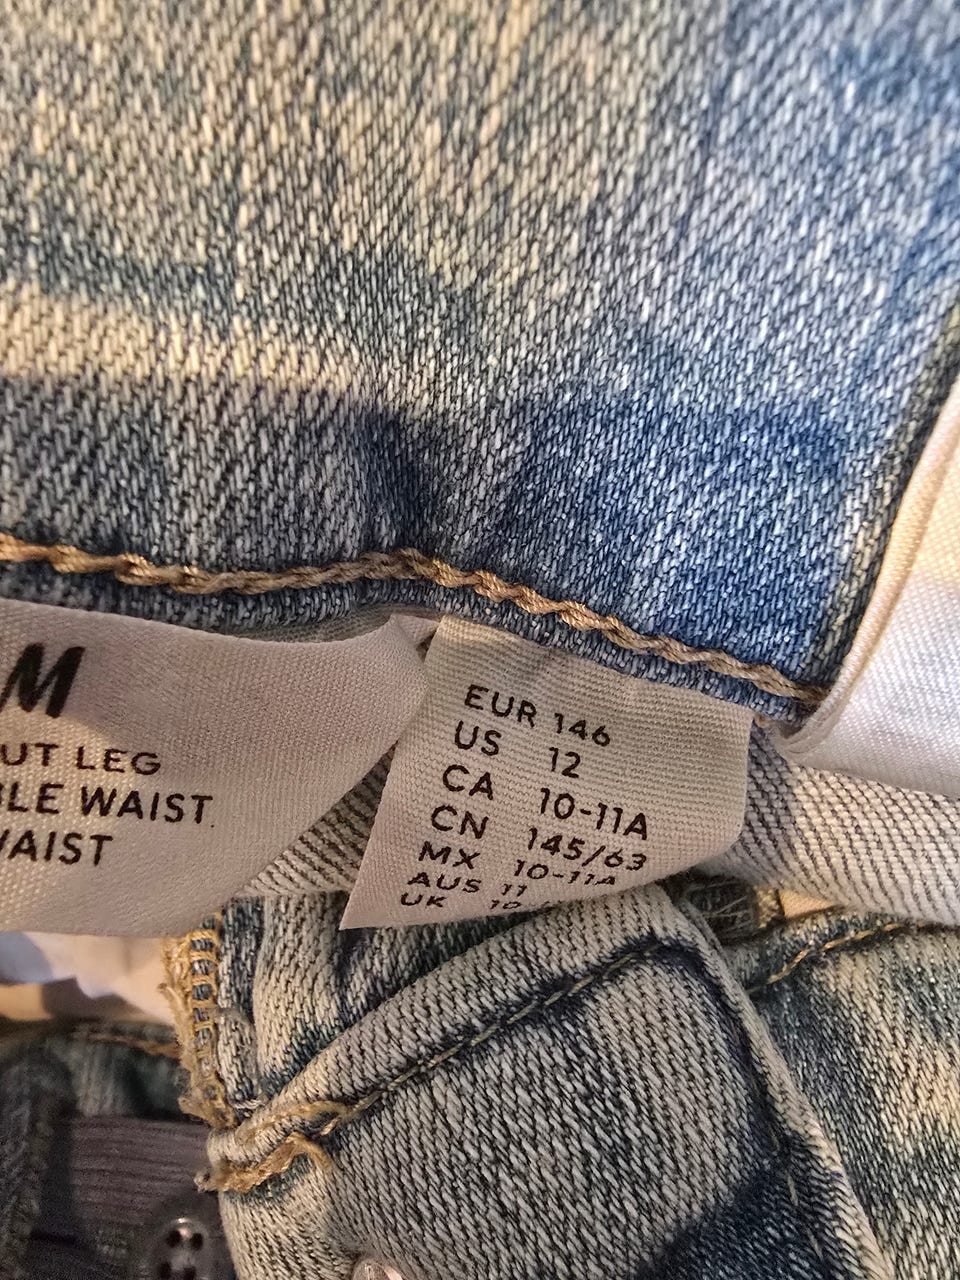 M
UT LEG
LE WAIST
AIST
EUR 146
US 12
CA 10-11A
CN 145/63
MX 10-11A
AUS 11
UK